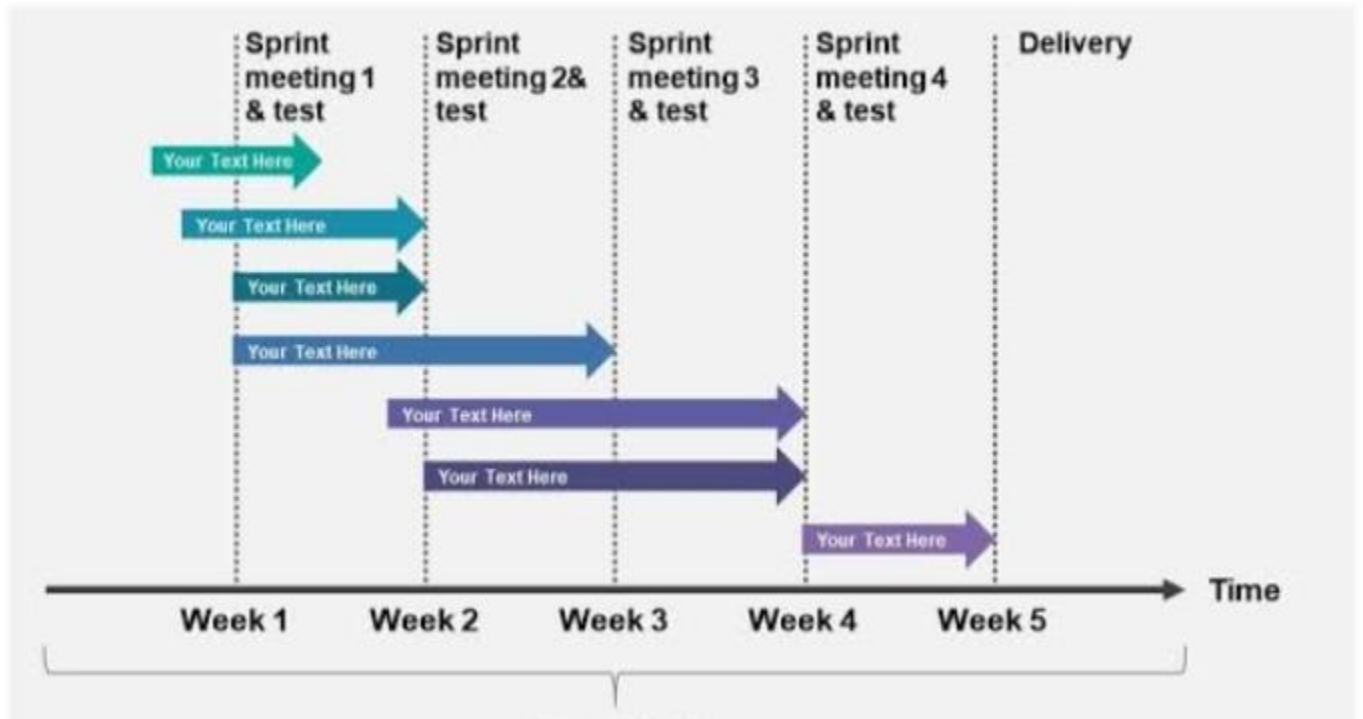 Sprint
meeting 1
& test
Sprint
meeting 2&
test
Sprint
meeting 3
& test
Sprint
meeting 4
& test
Delivery
Your Text Here
Your Text Here
Your Text Here
Your Text Here
Your Text Here
Your Text Here
Your Text Here
Time
Week 1
Week 2
Week 3
Week 4
Week 5